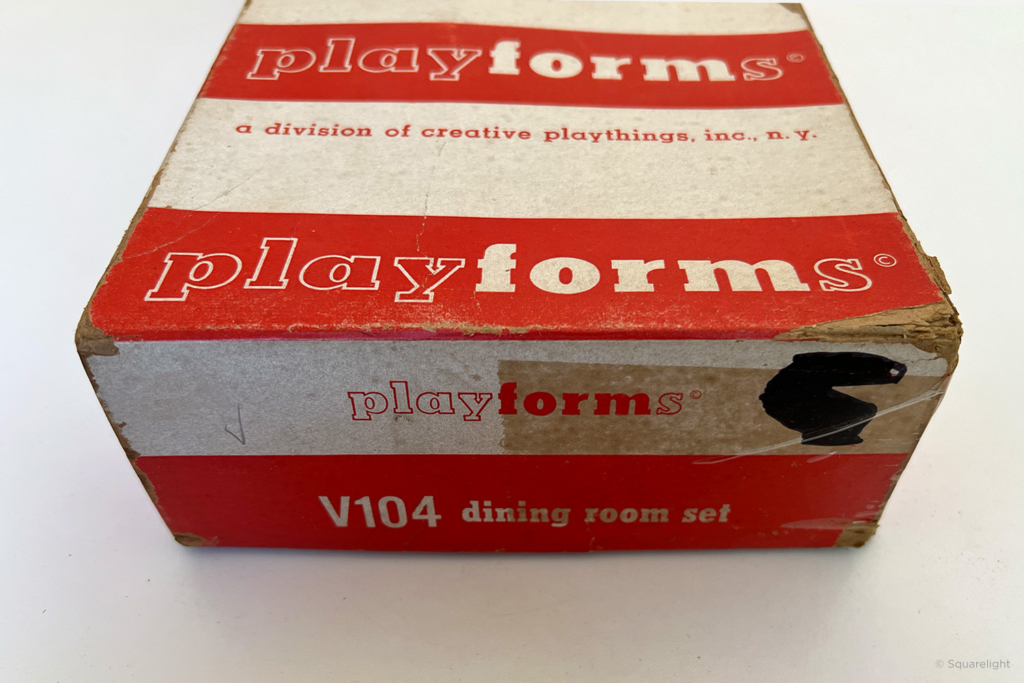 playforms©
a division of creative playthings, inc., n. y.
playforms©
playforms©
V104 dining room set
© Squarelight